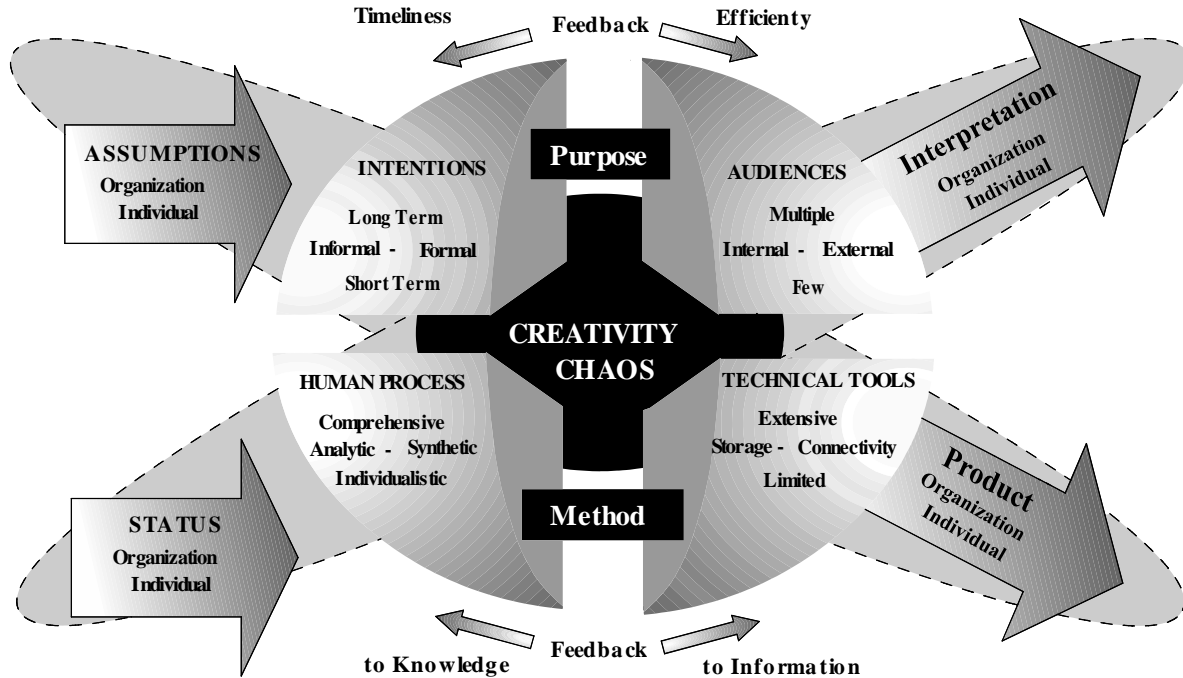 Timeliness
Feedback
Efficienty
ASSUMPTIONS
Organization
Individual
INTENTIONS
Long Term
Informal - Formal
Short Term
Purpose
AUDIENCES
Multiple
Internal - External
Few
Interpretation
Organization
Individual
CREATIVITY
CHAOS
STATUS
Organization
Individual
HUMAN PROCESS
Comprehensive
Analytic - Synthetic
Individualistic
Method
TECHNICAL TOOLS
Extensive
Storage - Connectivity
Limited
Product
Organization
Individual
to Knowledge
Feedback
to Information